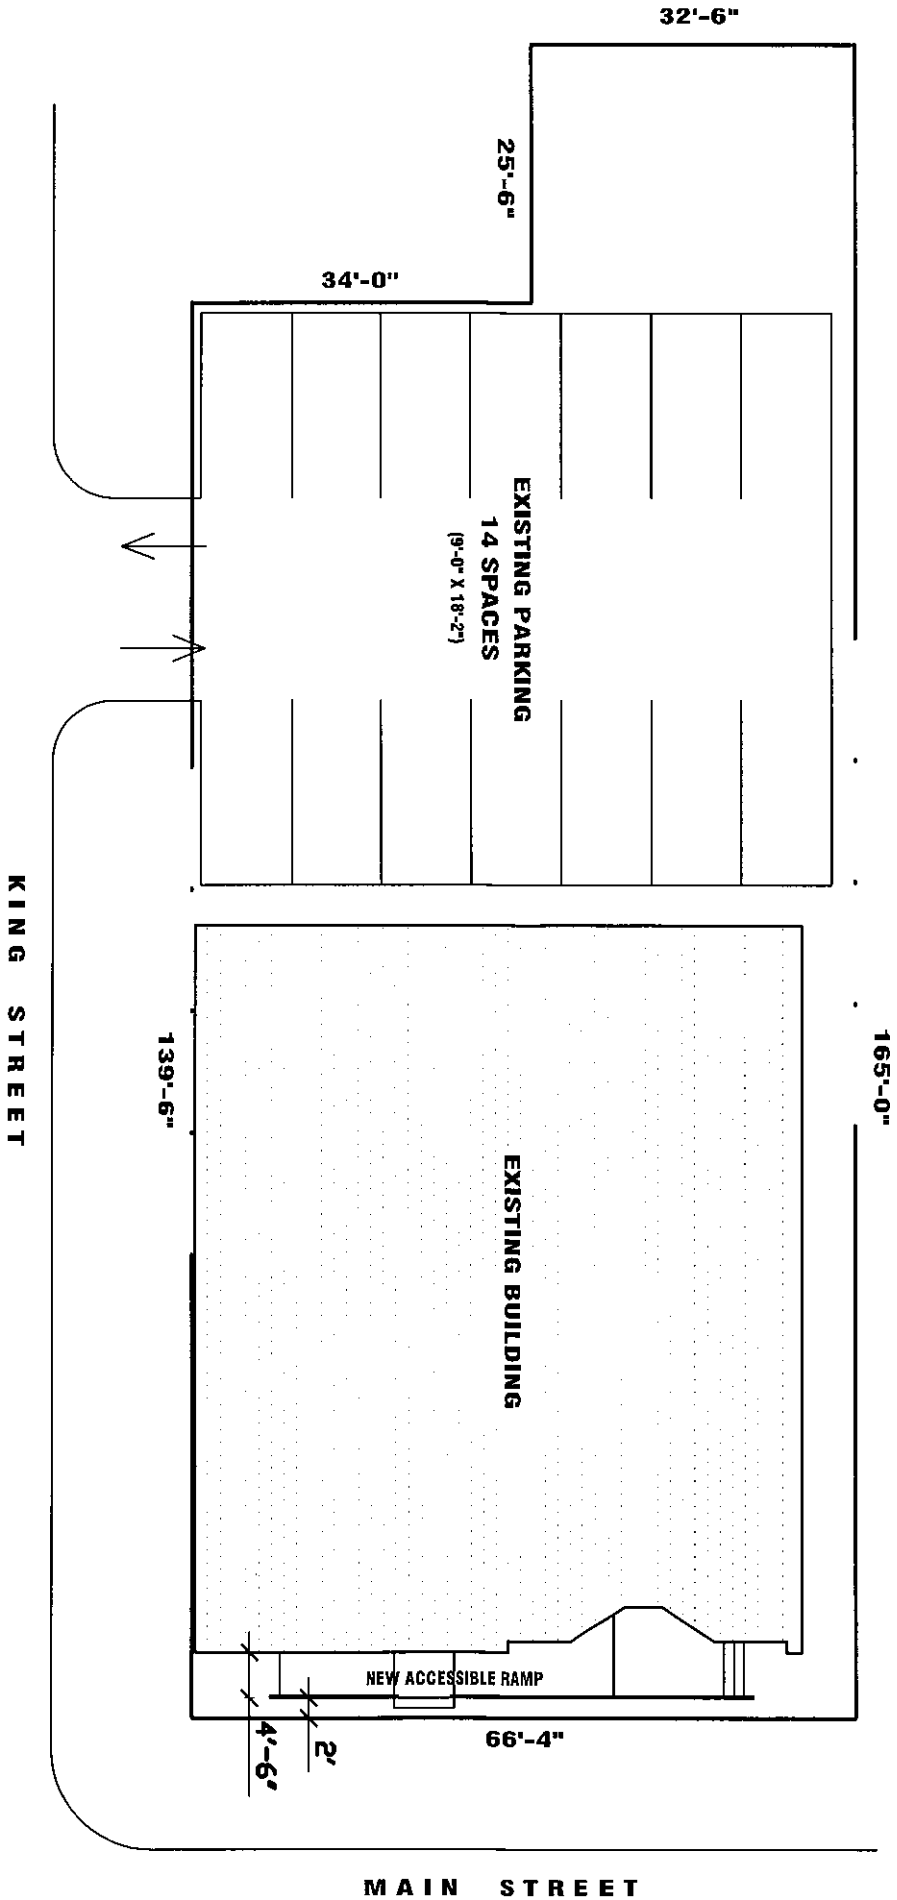 32'-6"
25'-6"
34'-0"
EXISTING PARKING
14 SPACES
(9'-0" X 18'-2")
KING STREET
139'-6"
165'-0"
EXISTING BUILDING
NEW ACCESSIBLE RAMP
66'-4"
2'
4'-6"
MAIN STREET